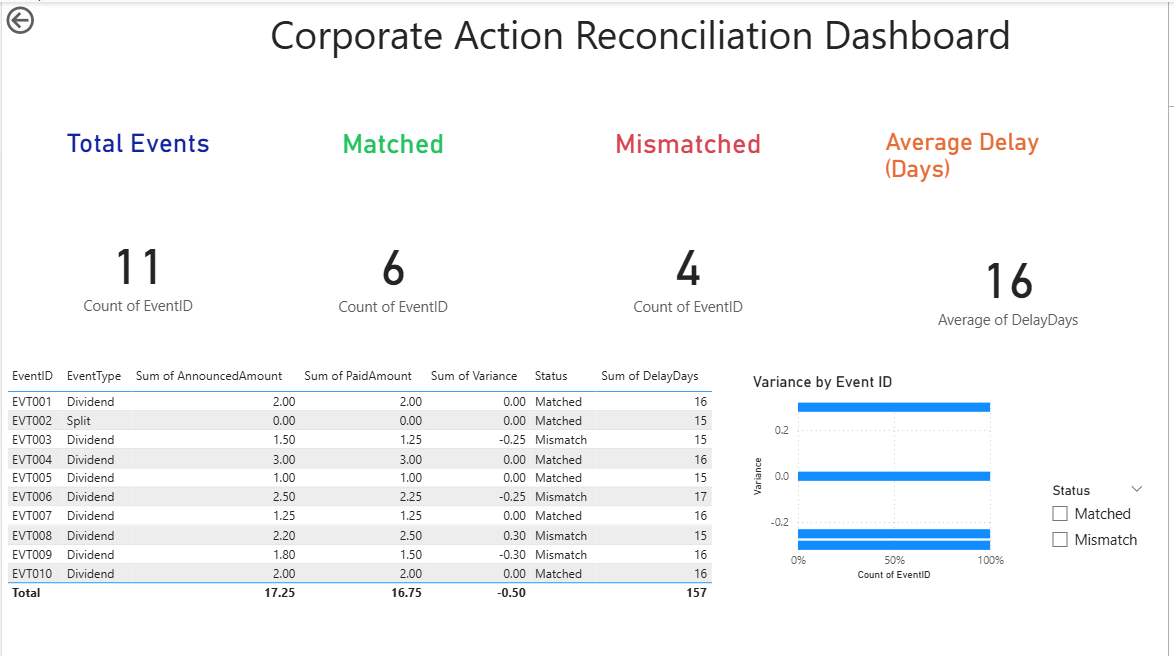 Corporate Action Reconciliation Dashboard
Total Events
Matched
Mismatched
Average Delay
(Days)
11
Count of EventID
6
Count of EventID
4
Count of EventID
16
Average of DelayDays
EventID EventType Sum of AnnouncedAmount Sum of PaidAmount Sum of Variance Status Sum of DelayDays
EVT001 Dividend 2.00 2.00 0.00 Matched 16
EVT002 Split 0.00 0.00 0.00 Matched 15
EVT003 Dividend 1.50 1.25 -0.25 Mismatch 15
EVT004 Dividend 3.00 3.00 0.00 Matched 16
EVT005 Dividend 1.00 1.00 0.00 Matched 15
EVT006 Dividend 2.50 2.25 -0.25 Mismatch 17
EVT007 Dividend 1.25 1.25 0.00 Matched 16
EVT008 Dividend 2.20 2.50 0.30 Mismatch 15
EVT009 Dividend 1.80 1.50 -0.30 Mismatch 16
EVT010 Dividend 2.00 2.00 0.00 Matched 16
Total 17.25 16.75 -0.50 157
Variance by Event ID
Variance
0.2
0.0
-0.2
0% 50% 100%
Count of EventID
Status
Matched
Mismatch